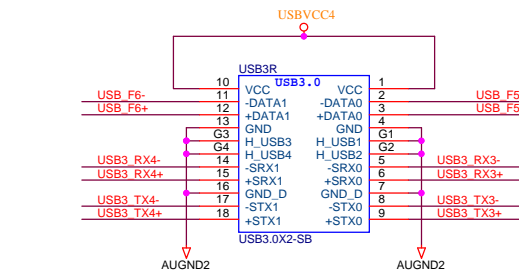 USBVCC4
USB3R
USB3.0
10 VCC VCC 1
USB_F6- 11 -DATA1 -DATA0 2 USB_F5
USB_F6+ 12 +DATA1 +DATA0 3 USB_F5
13 GND GND 4
G3 H_USB3 H_USB1 G1
G4 H_USB4 H_USB2 G2
USB3_RX4- 14 -SRX1 -SRX0 5 USB3_RX3-
USB3_RX4+ 15 +SRX1 +SRX0 6 USB3_RX3+
16 GND_D GND_D 7
USB3_TX4- 17 -STX1 -STX0 8 USB3_TX3-
USB3_TX4+ 18 +STX1 +STX0 9 USB3_TX3+
USB3.0X2-SB
AUGND2 AUGND2